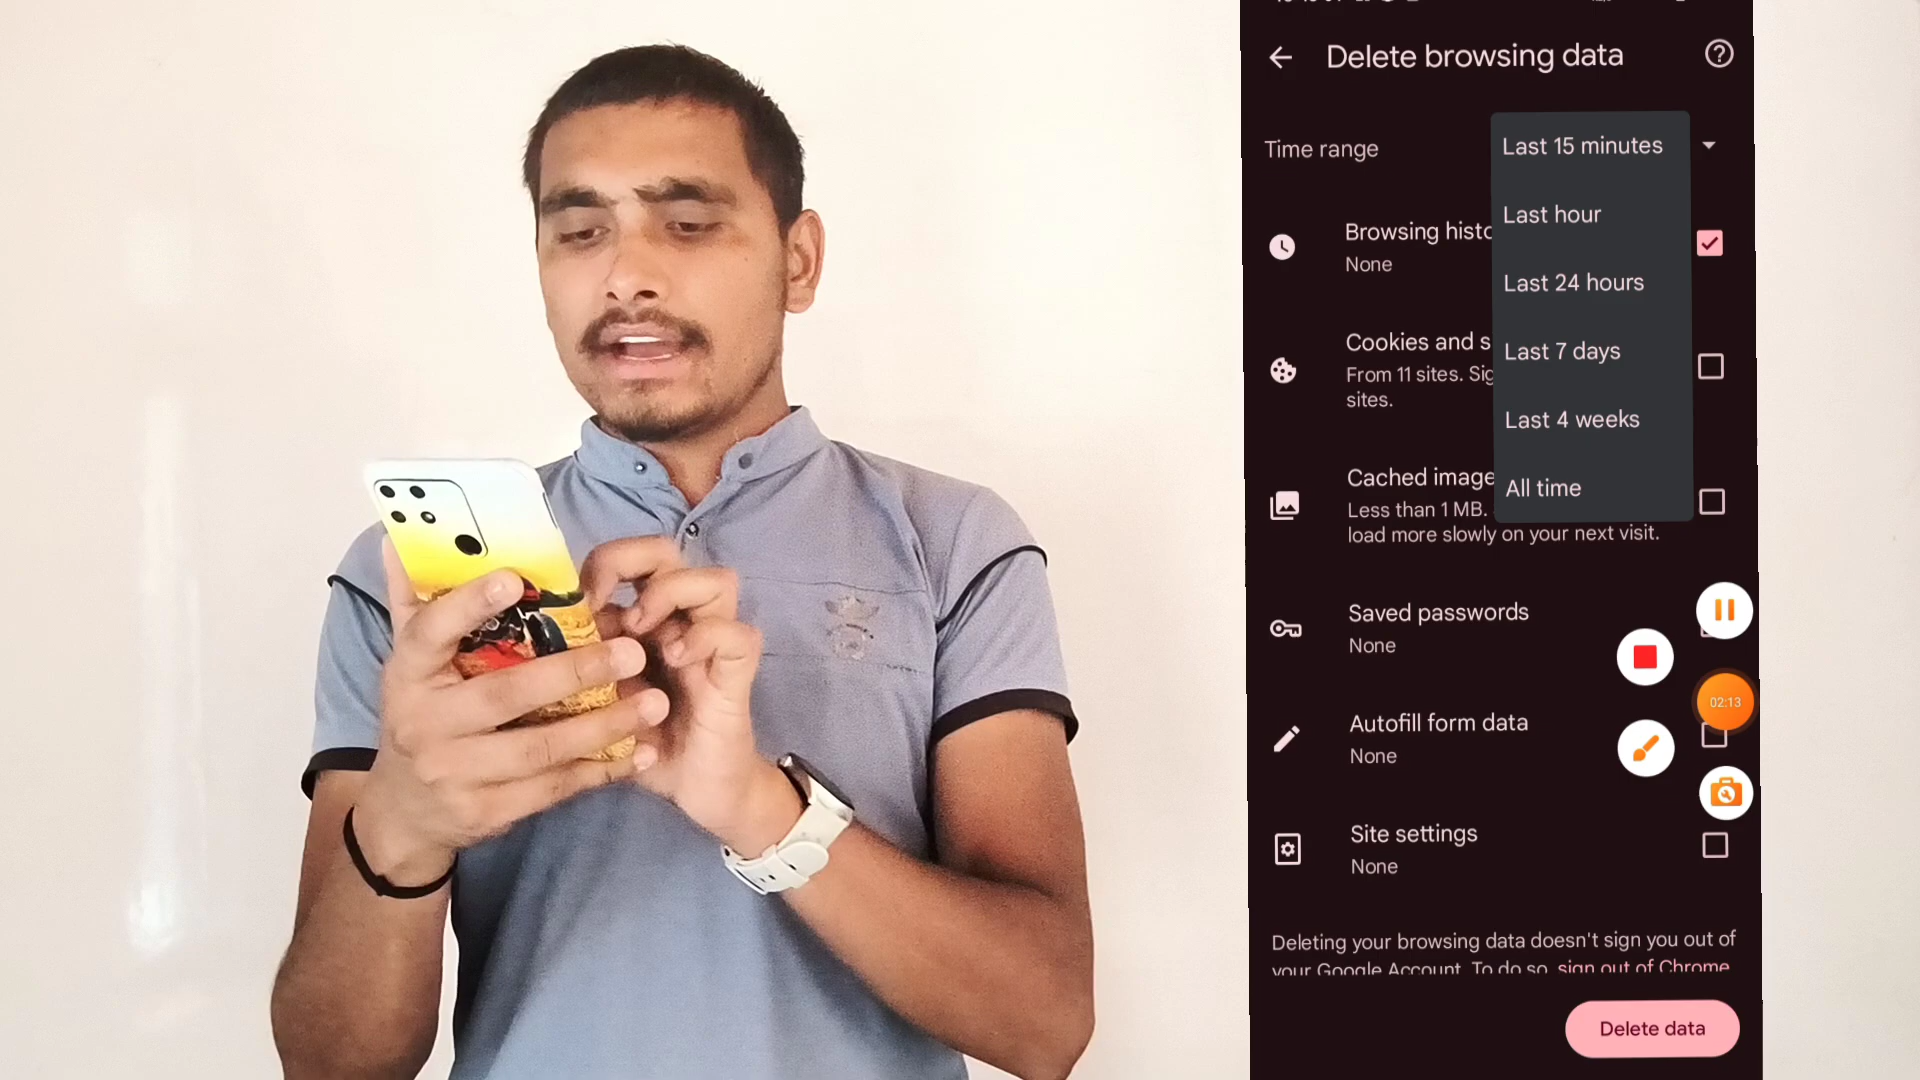 Delete browsing data
Time range
Last 15 minutes
Last hour
Last 24 hours
Last 7 days
Last 4 weeks
All time
Browsing histo
None
Cookies and s
From 11 sites. Sig
sites.
Cached image
Less than 1 MB.
load more slowly on your next visit.
Saved passwords
None
02:13
Autofill form data
None
Site settings
None
Deleting your browsing data doesn't sign you out of
your Google Account. To do so, sign out of Chrome
Delete data